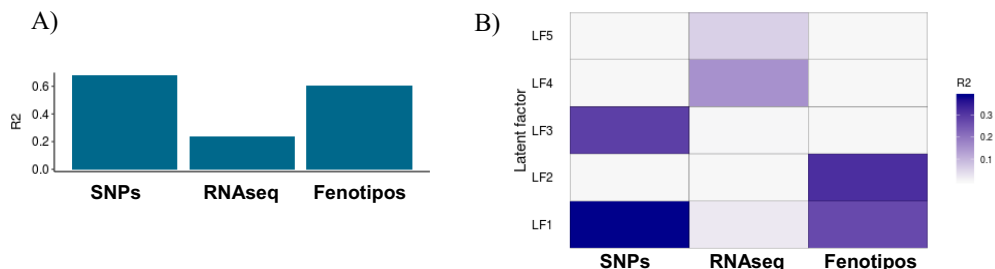 A)
R2
0.6
0.4
0.2
0.0
SNPs RNAseq Fenotipos
B)
Latent factor
LF5
LF4
LF3
LF2
LF1
SNPs RNAseq Fenotipos
R2
0.3
0.2
0.1